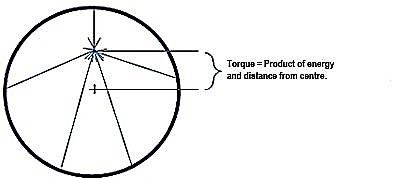 Torque = Product of energy
and distance from centre.